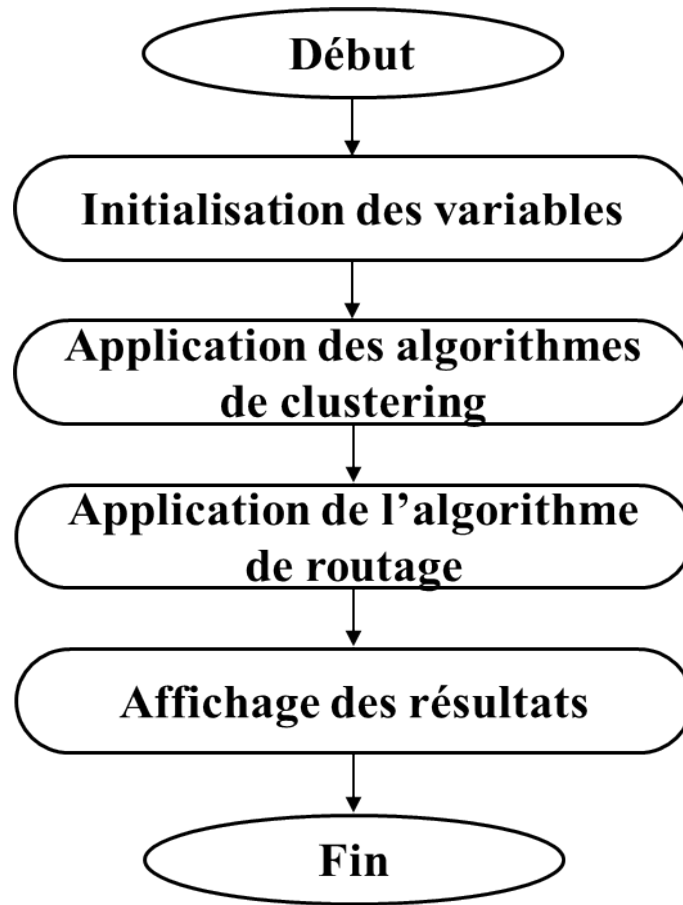 Début
Initialisation des variables
Application des algorithmes
de clustering
Application de l’algorithme
de routage
Affichage des résultats
Fin